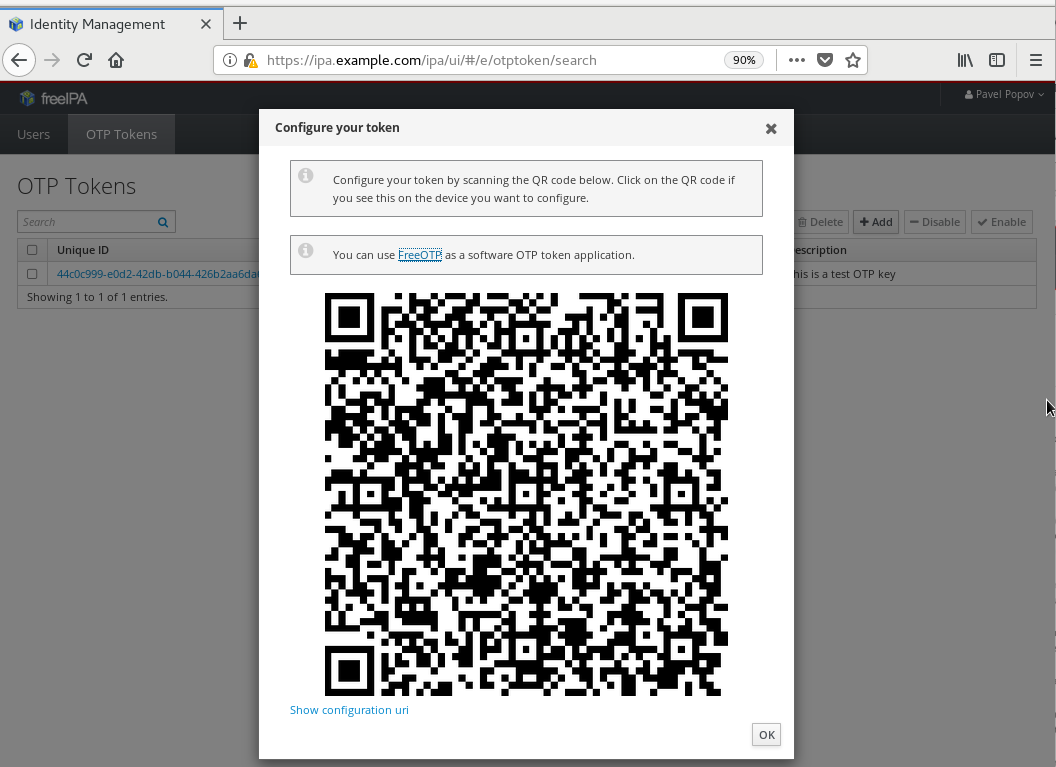 Identity Management
https://ipa.example.com/ipa/ui/#/e/otptoken/search
90%
freeIPA
Pavel Popov
Users
OTP Tokens
Configure your token
Configure your token by scanning the QR code below. Click on the QR code if
you see this on the device you want to configure.
OTP Tokens
Search
Delete
Add
Disable
Enable
You can use FreeOTP as a software OTP token application.
Unique ID
escription
44c0c999-e0d2-42db-b044-426b2aa6da
his is a test OTP key
Showing 1 to 1 of 1 entries.
Show configuration uri
OK